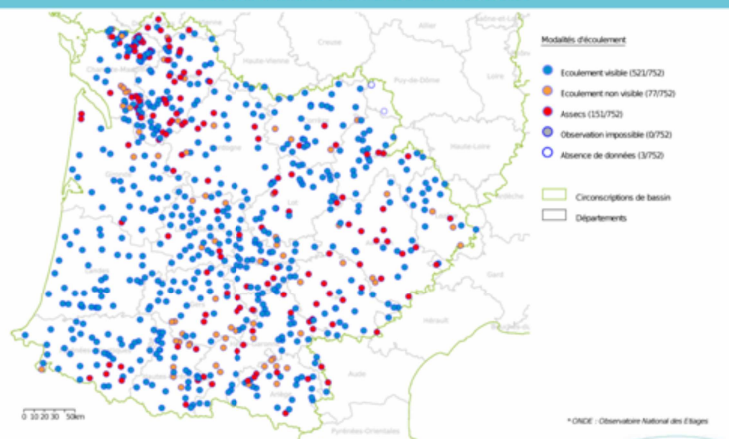 Allier
Creuse
Haute-Vienne
Puy-de-Dôme
Loire
Haute-Loire
Ardèche
Lot
Gard
Hérault
Aude
Ariège
Pyrénées-Orientales
0 10 20 30 50km
Modalités d'écoulement
Ecoulement visible (521/752)
Ecoulement non visible (77/752)
Assecs (151/752)
Observation impossible (0/752)
Absence de données (3/752)
Circonscriptions de bassin
Départements
* ONDE : Observatoire National des Etiages